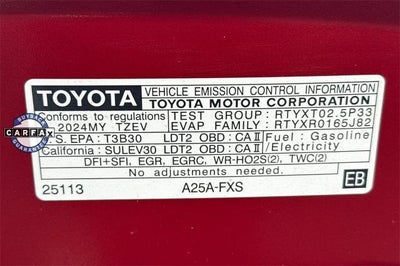 TOYOTA
VEHICLE EMISSION CONTROL INFORMATION
TOYOTA MOTOR CORPORATION
Conforms to regulations
: 2024MY TZEV
TEST GROUP : RTYXT02.5P33
EVAP FAMILY : RTYXR0165J82
U.S. EPA : T3B30 LDT2 OBD : CA II
California : SULEV30 LDT2 OBD : CA II
Fuel : Gasoline
/Electricity
DFI+SFI, EGR, EGRC, WR-HO2S(2), TWC(2)
No adjustments needed.
25113
A25A-FXS
EB
CARFAX